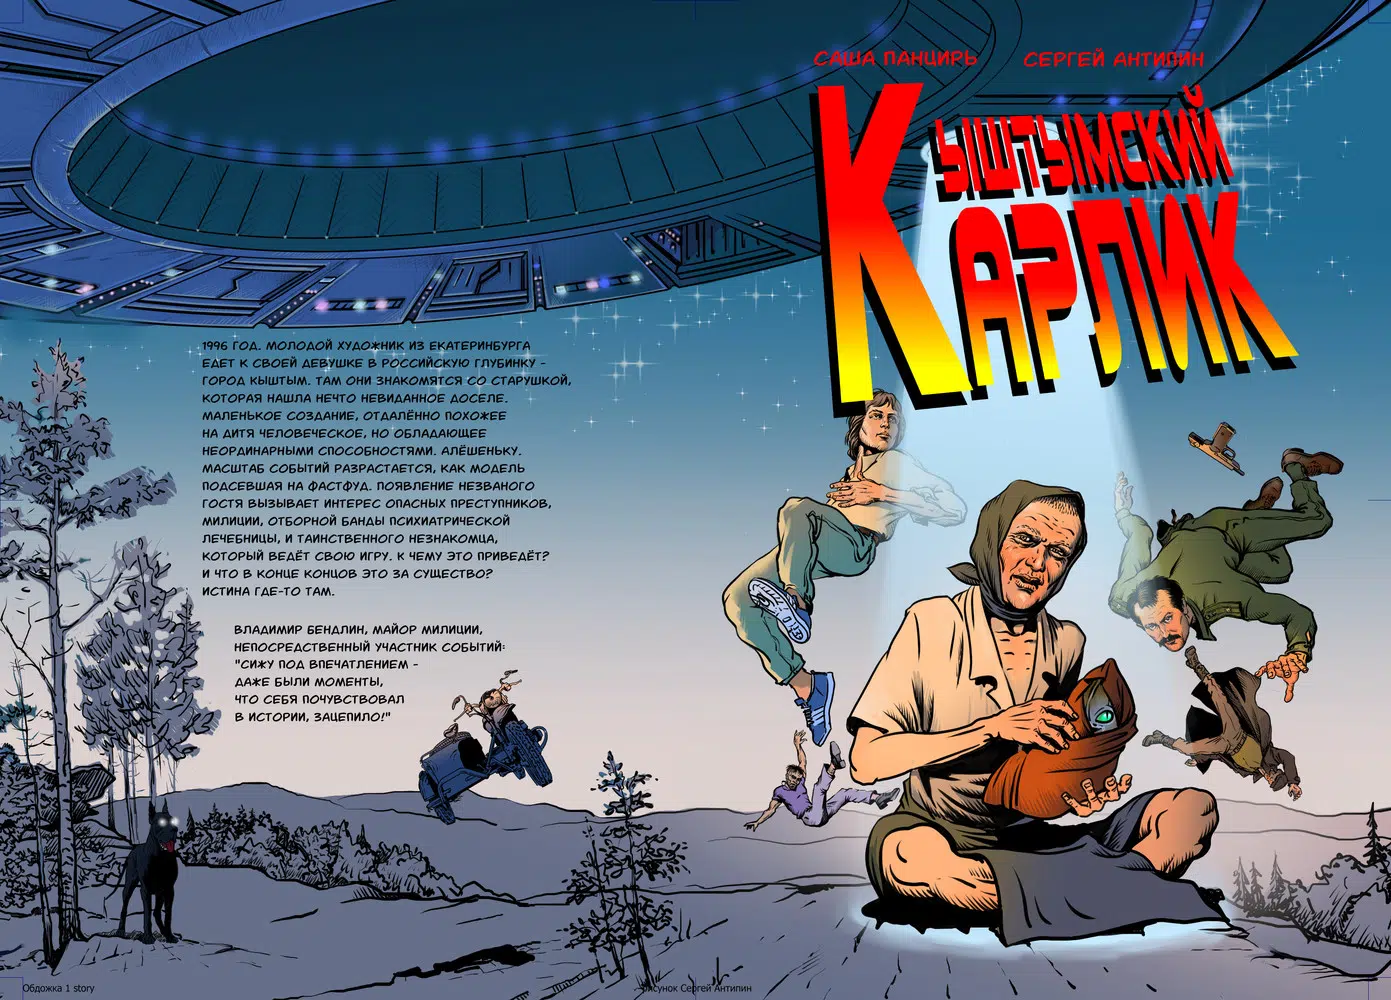 САША ПАНЦИРЬ СЕРГЕЙ АНТИПИН
КЫШТЫМСКИЙ
КАРЛИК
1996 ГОД. МОЛОДОЙ ХУДОЖНИК ИЗ ЕКАТЕРИНБУРГА
ЕДЕТ К СВОЕЙ ДЕВУШКЕ В РОССИЙСКУЮ ГЛУБИНКУ -
ГОРОД КЫШТЫМ. ТАМ ОНИ ЗНАКОМЯТСЯ СО СТАРУШКОЙ,
КОТОРАЯ НАШЛА НЕЧТО НЕВИДАННОЕ ДОСЕЛЕ.
МАЛЕНЬКОЕ СОЗДАНИЕ, ОТДАЛЁННО ПОХОЖЕЕ
НА ДИТЯ ЧЕЛОВЕЧЕСКОЕ, НО ОБЛАДАЮЩЕЕ
НЕОРДИНАРНЫМИ СПОСОБНОСТЯМИ. АЛЁШЕНЬКУ.
МАСШТАБ СОБЫТИЙ РАЗРАСТАЕТСЯ, КАК МОДЕЛЬ
ПОДСЕВШАЯ НА ФАСТФУД. ПОЯВЛЕНИЕ НЕЗВАНОГО
ГОСТЯ ВЫЗЫВАЕТ ИНТЕРЕС ОПАСНЫХ ПРЕСТУПНИКОВ,
МИЛИЦИИ, ОТБОРНОЙ БАНДЫ ПСИХИАТРИЧЕСКОЙ
ЛЕЧЕБНИЦЫ, И ТАИНСТВЕННОГО НЕЗНАКОМЦА,
КОТОРЫЙ ВЕДЁТ СВОЮ ИГРУ. К ЧЕМУ ЭТО ПРИВЕДЁТ?
И ЧТО В КОНЦЕ КОНЦОВ ЭТО ЗА СУЩЕСТВО?
ИСТИНА ГДЕ-ТО ТАМ.
ВЛАДИМИР БЕНДЛИН, МАЙОР МИЛИЦИИ,
НЕПОСРЕДСТВЕННЫЙ УЧАСТНИК СОБЫТИЙ:
"СИЖУ ПОД ВПЕЧАТЛЕНИЕМ -
ДАЖЕ БЫЛИ МОМЕНТЫ,
ЧТО СЕБЯ ПОЧУВСТВОВАЛ
В ИСТОРИИ, ЗАЦЕПИЛО!"
Обдожка 1 story
Рисунок Сергей Антипин